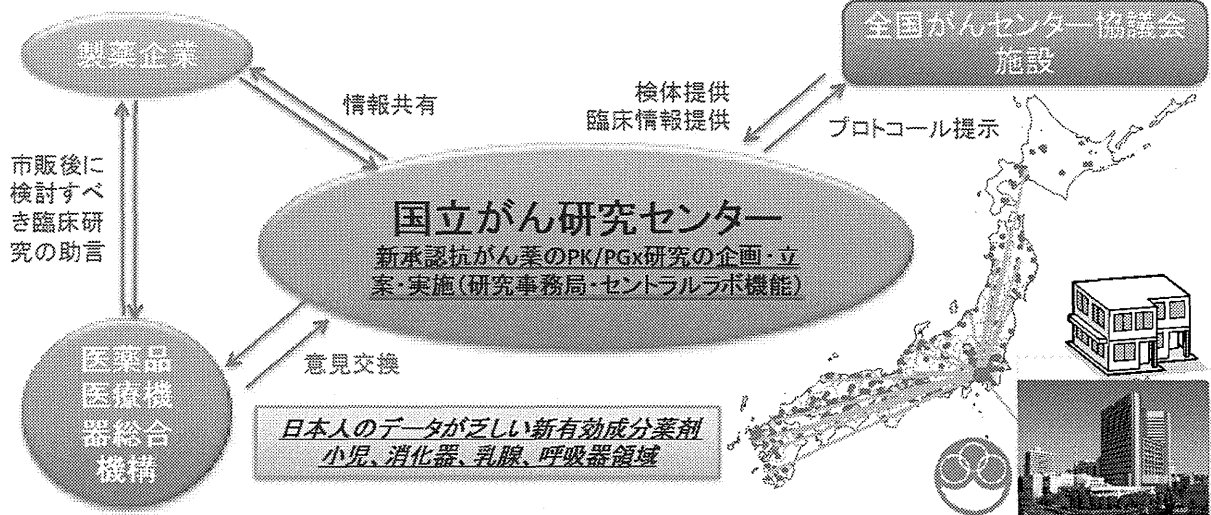 製薬企業
全国がんセンター協議会
施設
情報共有
検体提供
臨床情報提供
プロトコール提示
市販後に
検討すべ
き臨床研
究の助言
国立がん研究センター
新承認抗がん薬のPK/PGx研究の企画・立
案・実施(研究事務局・セントラルラボ機能)
医薬品
医療機
器総合
機構
意見交換
日本人のデータが乏しい新有効成分薬剤
小児、消化器、乳腺、呼吸器領域